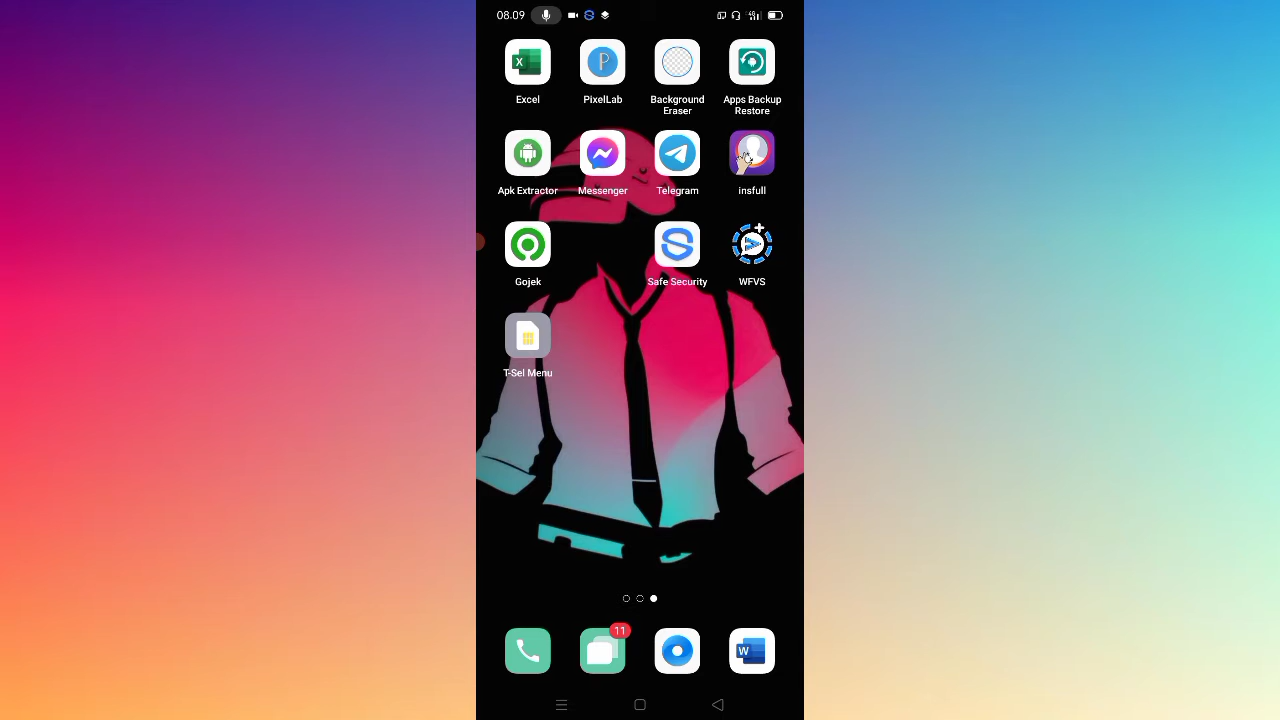 08.09
4G
Excel
PixelLab
Background
Eraser
Apps Backup
Restore
Apk Extractor
Messenger
Telegram
insfull
Gojek
Safe Security
WFVS
T-Sel Menu
11